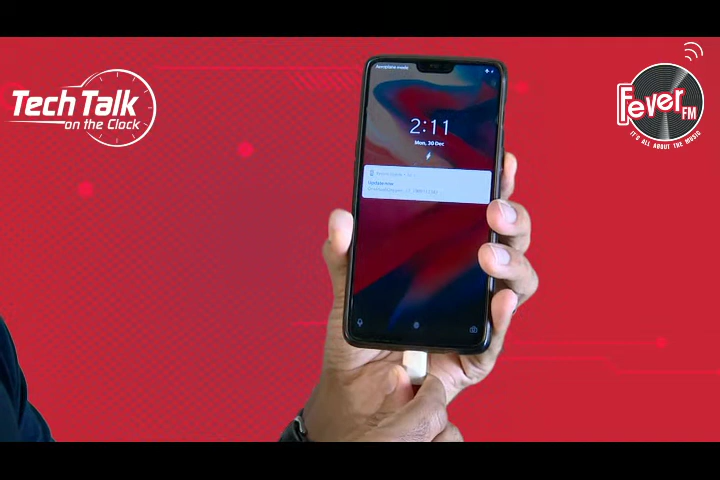 Tech Talk
on the Clock
Fever
FM
IT'S ALL ABOUT THE MUSIC
2:11
Mon, 30 Dec
Update now